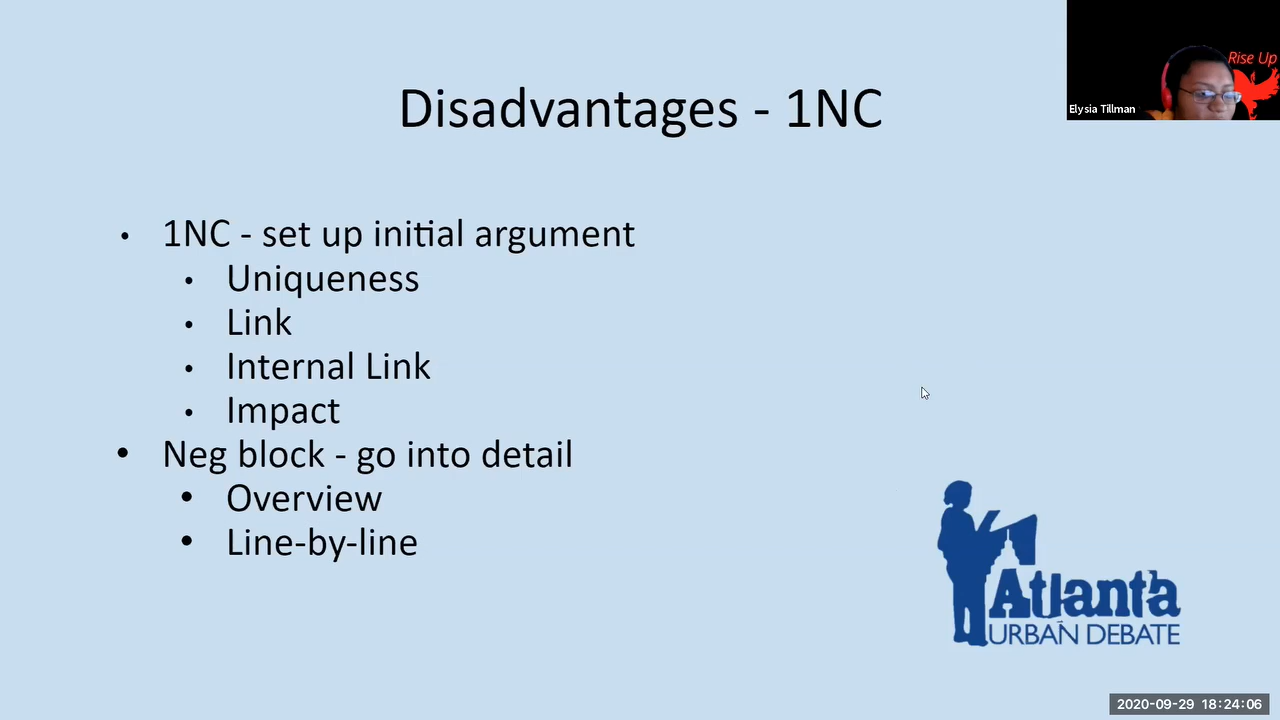 Disadvantages - 1NC
Rise Up
Elysia Tillman
• 1NC - set up initial argument
• Uniqueness
• Link
• Internal Link
• Impact
• Neg block - go into detail
• Overview
• Line-by-line
Atlanta
URBAN DEBATE
2020-09-29 18:24:06